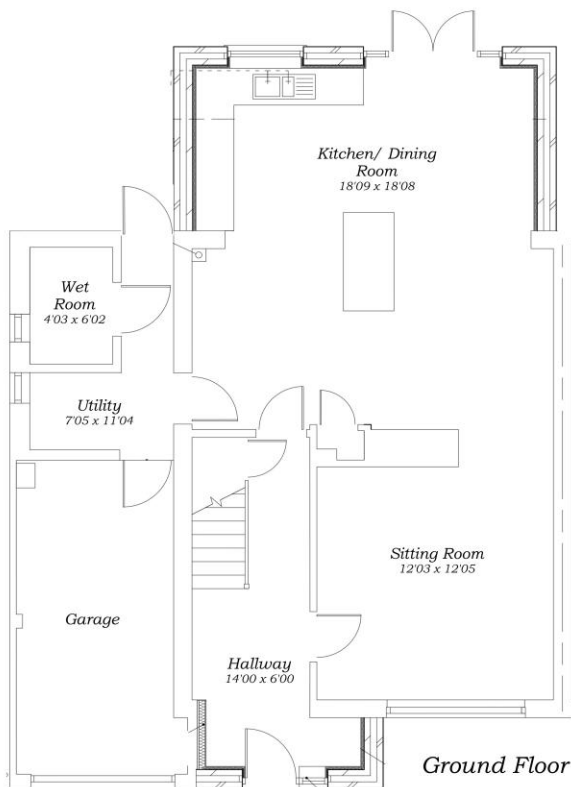 Kitchen/ Dining
Room
18'09 x 18'08
Wet
Room
4'03 x 6'02
Utility
7'05 x 11'04
Sitting Room
12'03 x 12'05
Garage
Hallway
14'00 x 6'00
Ground Floor